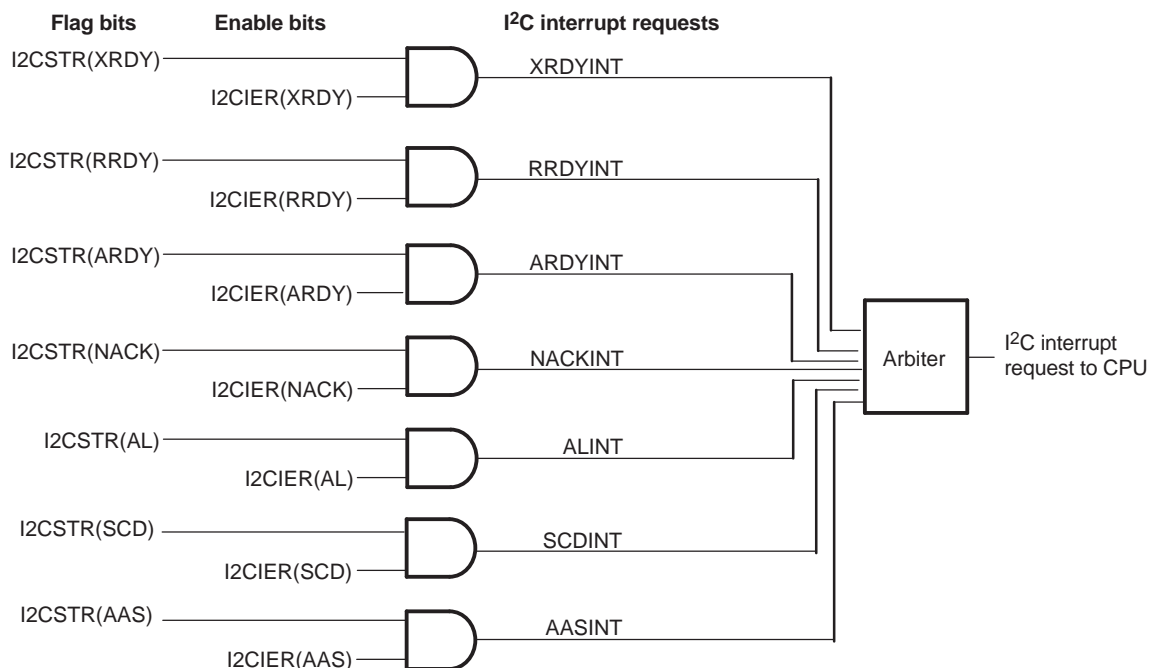 Flag bits Enable bits I²C interrupt requests
I2CSTR(XRDY)
XRDYINT
I2CIER(XRDY)
I2CSTR(RRDY)
RRDYINT
I2CIER(RRDY)
I2CSTR(ARDY)
ARDYINT
I2CIER(ARDY)
I2CSTR(NACK)
NACKINT
I2CIER(NACK)
Arbiter
I²C interrupt
request to CPU
I2CSTR(AL)
ALINT
I2CIER(AL)
I2CSTR(SCD)
SCDINT
I2CIER(SCD)
I2CSTR(AAS)
AASINT
I2CIER(AAS)